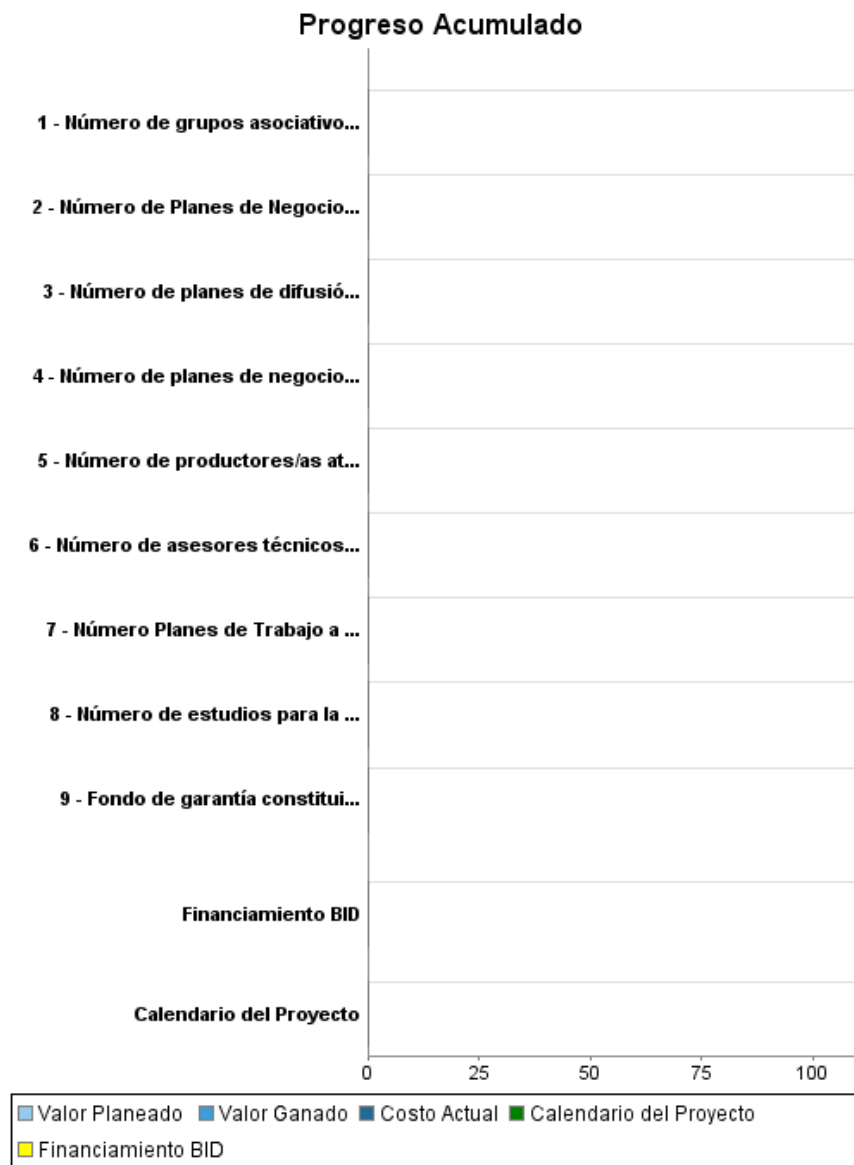 Progreso Acumulado
1 - Número de grupos asociativo...
2 - Número de Planes de Negocio...
3 - Número de planes de difusió...
4 - Número de planes de negocio...
5 - Número de productores/as at...
6 - Número de asesores técnicos...
7 - Número Planes de Trabajo a ...
8 - Número de estudios para la ...
9 - Fondo de garantía constitui...
Financiamiento BID
Calendario del Proyecto
0 25 50 75 100
Valor Planeado Valor Ganado Costo Actual Calendario del Proyecto
Financiamiento BID